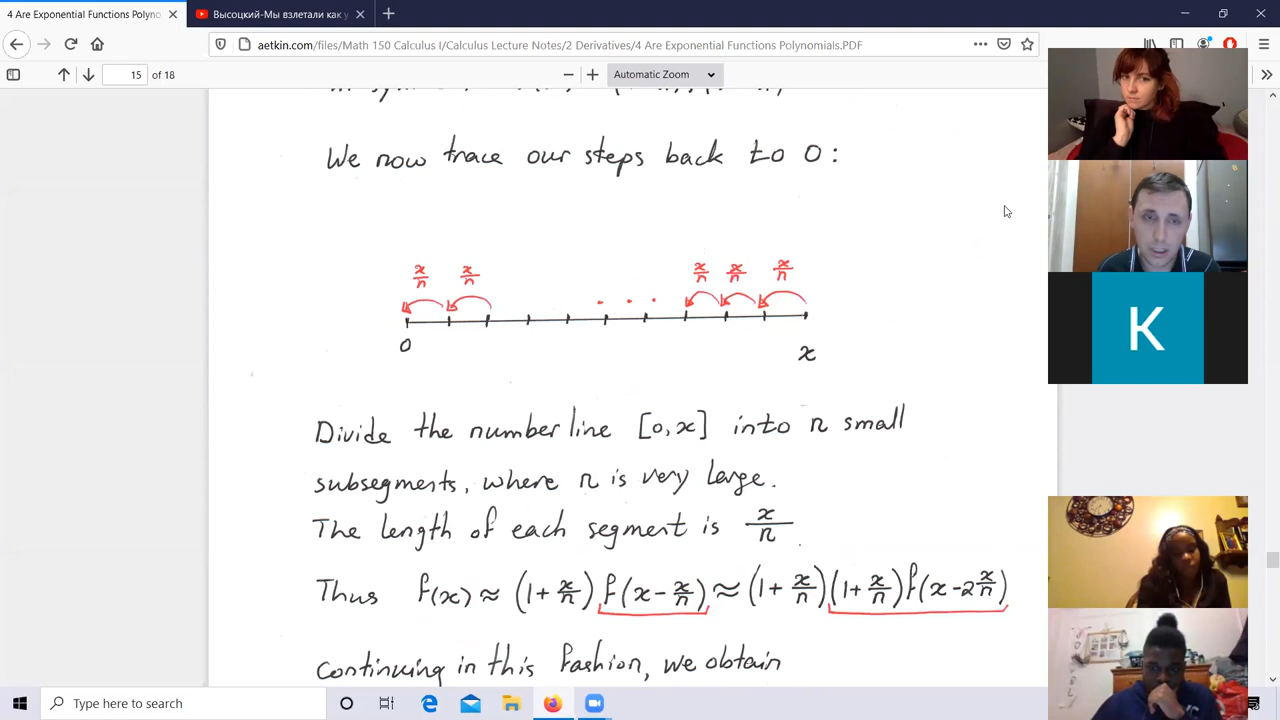 4 Are Exponential Functions Polyno
Высоцкий-Мы взлетали как у
aetkin.com/files/Math 150 Calculus I/Calculus Lecture Notes/2 Derivatives/4 Are Exponential Functions Polynomials.PDF
15 of 18
Automatic Zoom
We now trace our steps back to 0:
x/n x/n x/n x/n x/n
0 x
Divide the number line [0,x] into n small
subsegments, where n is very large.
The length of each segment is x/n.
Thus f(x) ≈ (1+x/n) f(x-x/n) ≈ (1+x/n)(1+x/n)f(x-2x/n)
Continuing in this fashion, we obtain
K
Type here to search